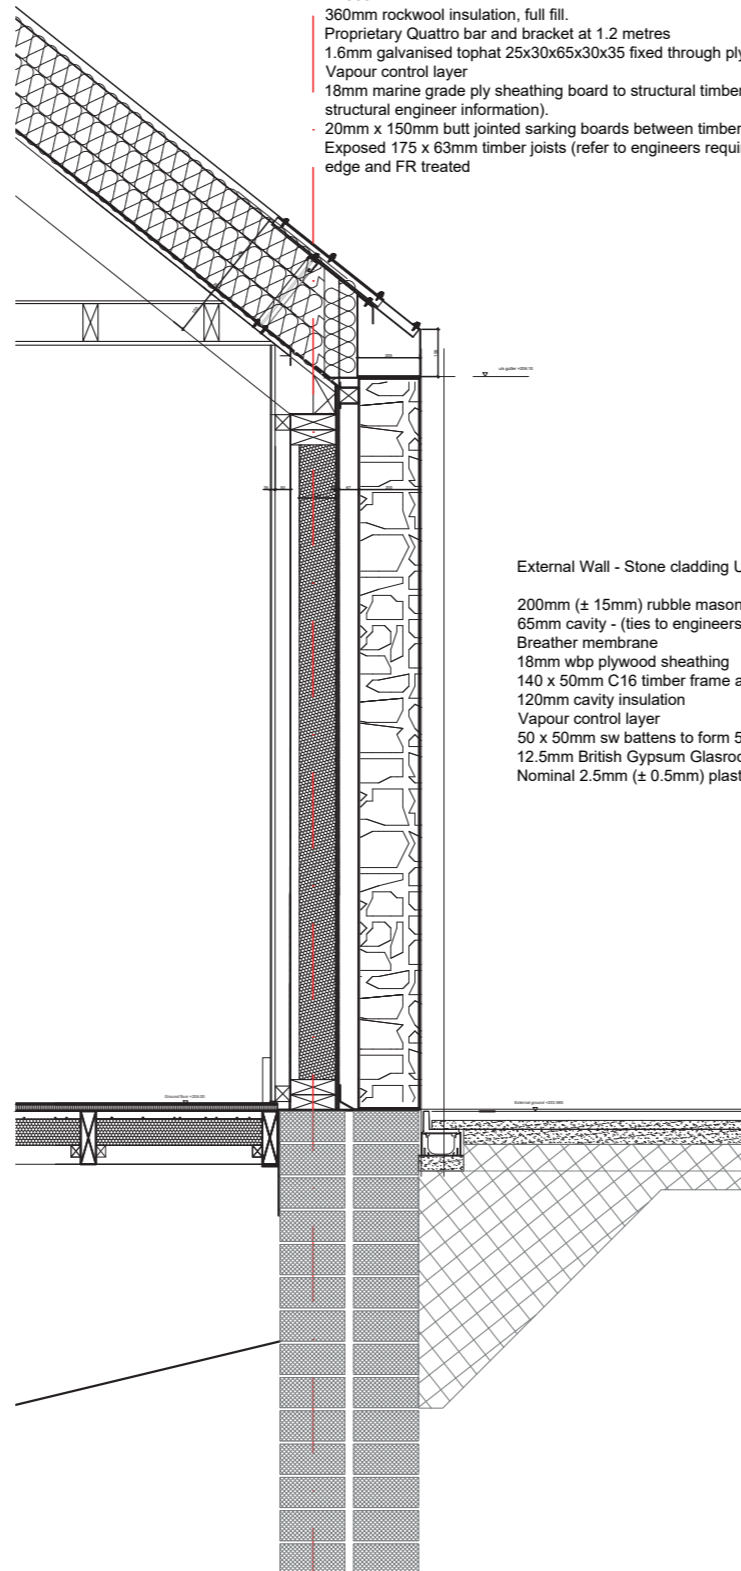 360mm rockwool insulation, full fill.
Proprietary Quattro bar and bracket at 1.2 metres
1.6mm galvanised tophat 25x30x65x30x35 fixed through ply
Vapour control layer
18mm marine grade ply sheathing board to structural timber
structural engineer information).
20mm x 150mm butt jointed sarking boards between timber
Exposed 175 x 63mm timber joists (refer to engineers requi
edge and FR treated
External Wall - Stone cladding U
200mm (± 15mm) rubble mason
65mm cavity - (ties to engineers
Breather membrane
18mm wbp plywood sheathing
140 x 50mm C16 timber frame a
120mm cavity insulation
Vapour control layer
50 x 50mm sw battens to form 5
12.5mm British Gypsum Glasroc
Nominal 2.5mm (± 0.5mm) plast
Ground floor
External ground